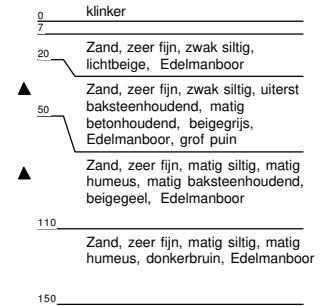 0
klinker
7
20
Zand, zeer fijn, zwak siltig,
lichtbeige, Edelmanboor
Zand, zeer fijn, zwak siltig, uiterst
baksteenhoudend, matig
betonhoudend, beigegrijs,
Edelmanboor, grof puin
50
Zand, zeer fijn, matig siltig, matig
humeus, matig baksteenhoudend,
beigegeel, Edelmanboor
110
Zand, zeer fijn, matig siltig, matig
humeus, donkerbruin, Edelmanboor
150